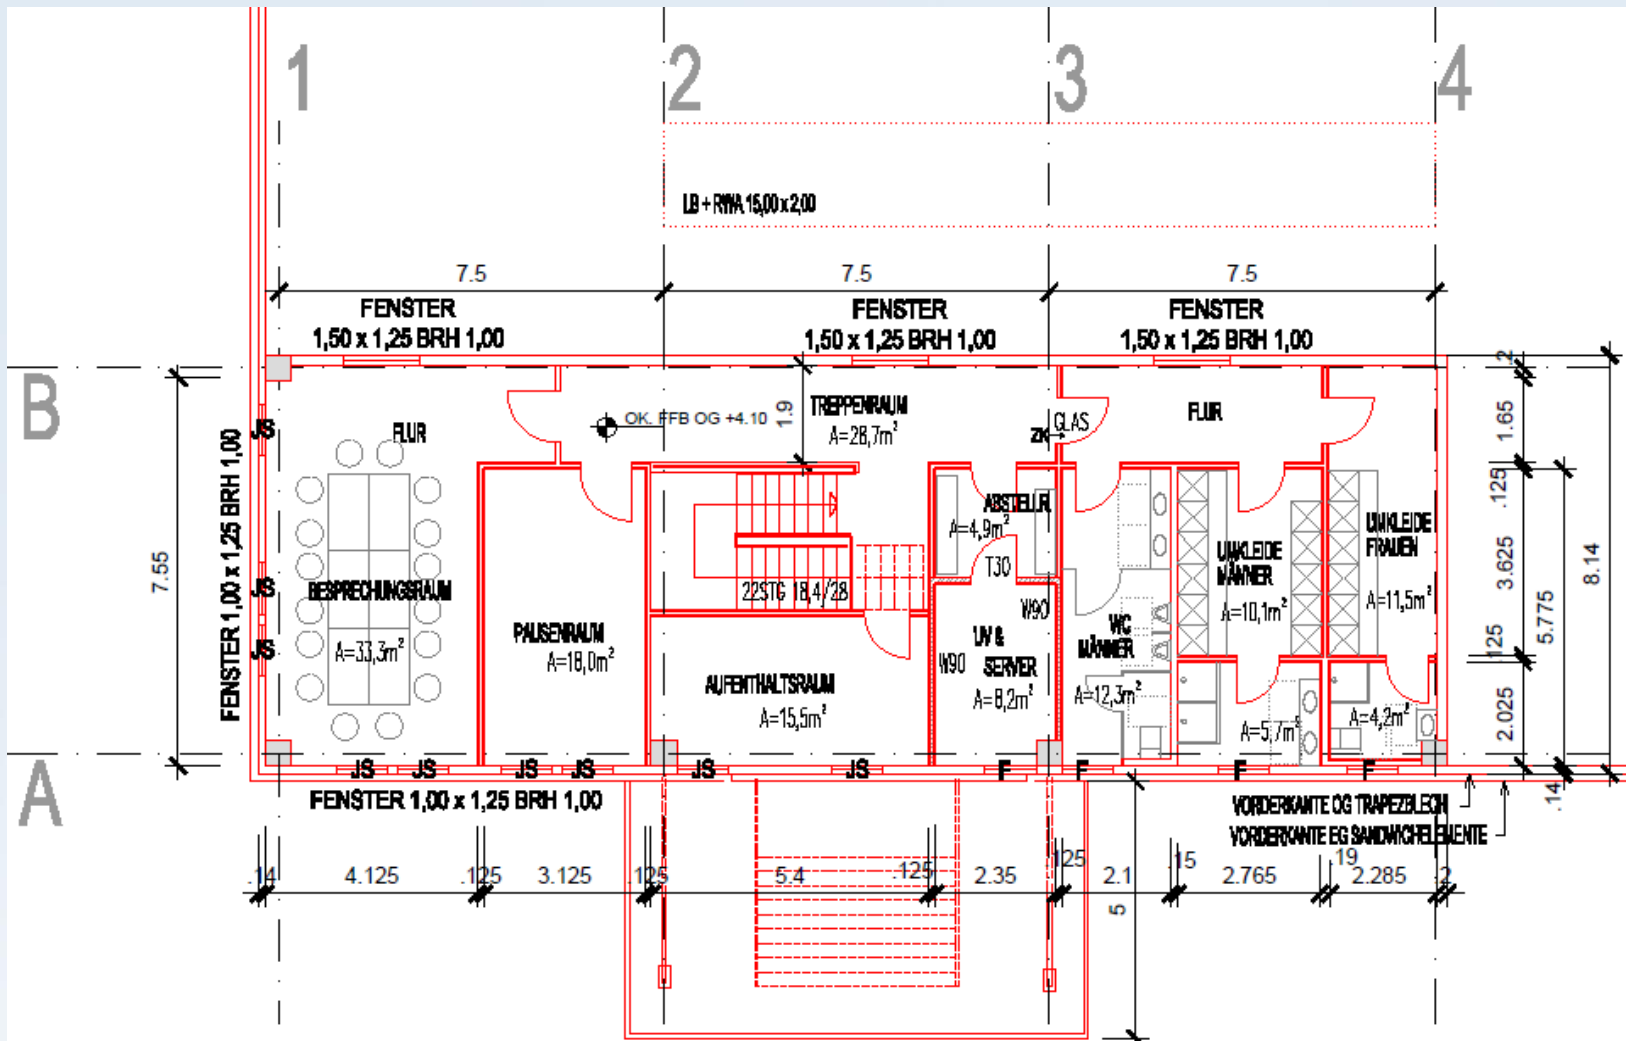 1
2
3
4
LB + RWA 15,00 x 2,00
7.5
7.5
7.5
FENSTER
1,50 x 1,25 BRH 1,00
FENSTER
1,50 x 1,25 BRH 1,00
FENSTER
1,50 x 1,25 BRH 1,00
B
A
7.55
FENSTER 1,00 x 1,25 BRH 1,00
JS
JS
JS
FLUR
OK. FFB OG +4.10
1.9
TREPPENRAUM
A=28,7m²
ZK
GLAS
FLUR
.2
1.65
.125
3.625
.125
2.025
5.775
8.14
.14
ABSTELLR.
A=4,9m²
T30
W90
W90
22STG 18,4/28
BESPRECHUNGSRAUM
A=33,3m²
PAUSENRAUM
A=18,0m²
AUFENTHALTSRAUM
A=15,5m²
UV &
SERVER
A=8,2m²
WC
MÄNNER
A=12,3m²
UMKLEIDE
MÄNNER
A=10,1m²
UMKLEIDE
FRAUEN
A=11,5m²
A=5,7m²
A=4,2m²
JS
JS
JS
JS
JS
JS
F
F
F
F
FENSTER 1,00 x 1,25 BRH 1,00
VORDERKANTE OG TRAPEZBLECH
VORDERKANTE EG SANDWICHELEMENTE
.14
4.125
.125
3.125
.125
5.4
.125
2.35
.125
2.1
.15
2.765
.19
2.285
.2
5